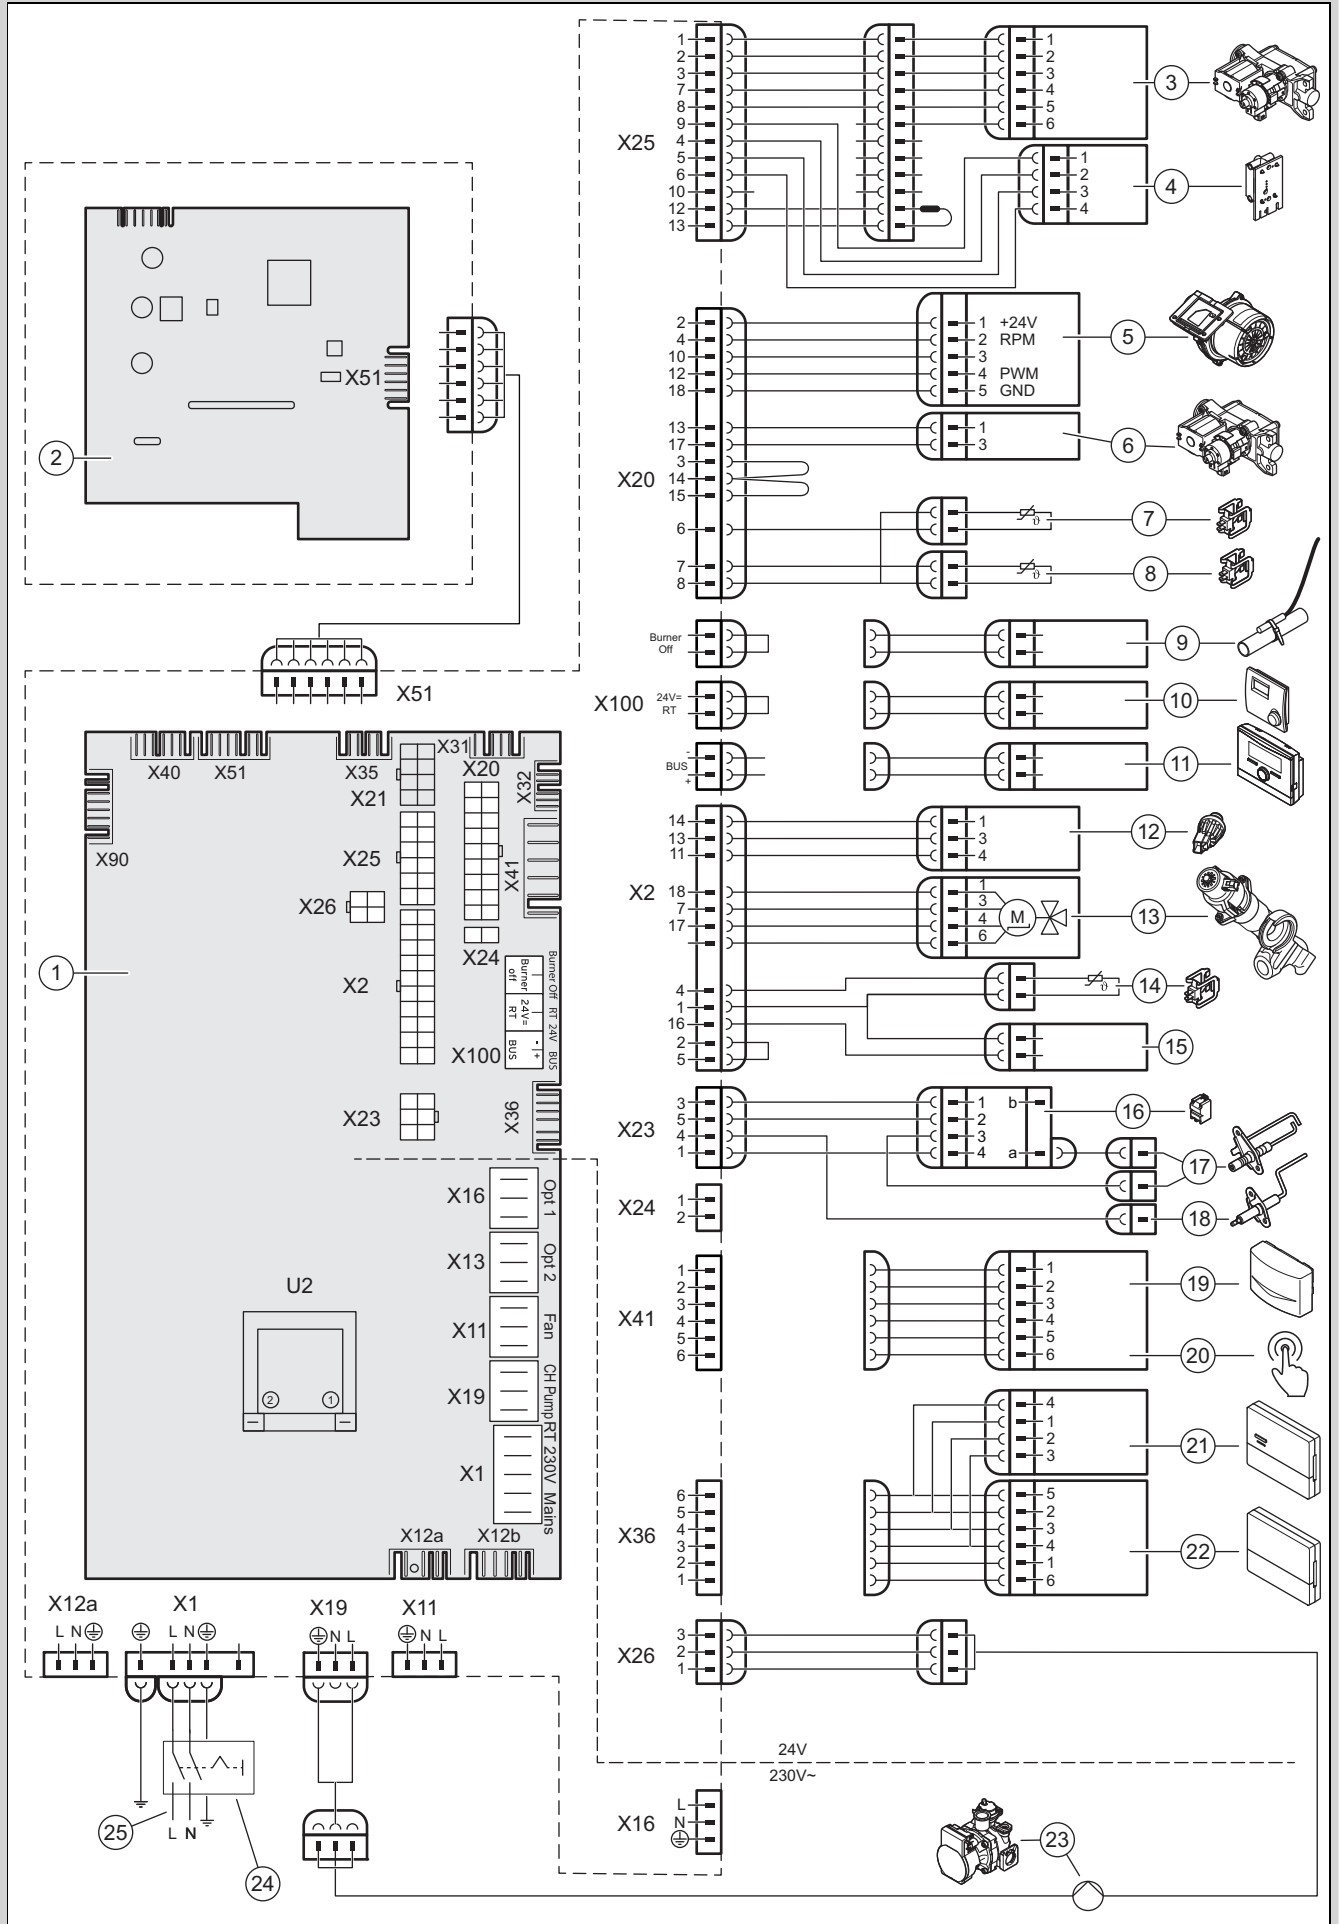 1
2
3
7
8
9
4
5
6
10
12
13
X25
1
2
3
4
5
6
3
1
2
3
4
4
2
4
10
12
18
1 +24V
2 RPM
3
4 PWM
5 GND
5
13
17
3
14
15
6
7
8
X20
1
3
6
7
ϑ
8
ϑ
X51
2
X51
Burner
Off
9
X100
24V=
RT
10
-
BUS
+
11
14
13
11
1
3
4
12
X2
18
7
17
1
3
4
6
M
13
4
1
16
2
5
14
ϑ
15
X40
X51
X35
X31
X21
X20
X32
X90
X25
X41
X26
X24
X2
Burner
off
24V=
RT
BUS
-
+
Burner Off RT 24V BUS
X100
X23
X36
1
X16
Opt 1
X13
Opt 2
X11
Fan
X19
CH Pump
X1
RT 230V Mains
U2
2
1
X12a
X12b
X23
3
5
4
1
1
2
3
4
b
a
16
17
X24
1
2
18
X41
1
2
3
4
5
6
1
2
3
4
5
6
19
20
4
1
2
3
21
X36
6
5
4
3
2
1
5
2
3
4
1
6
22
X26
3
2
1
24V
230V~
X16
L
N
23
X12a
L N
X1
L N
X19
N L
X11
N L
25
L N
24